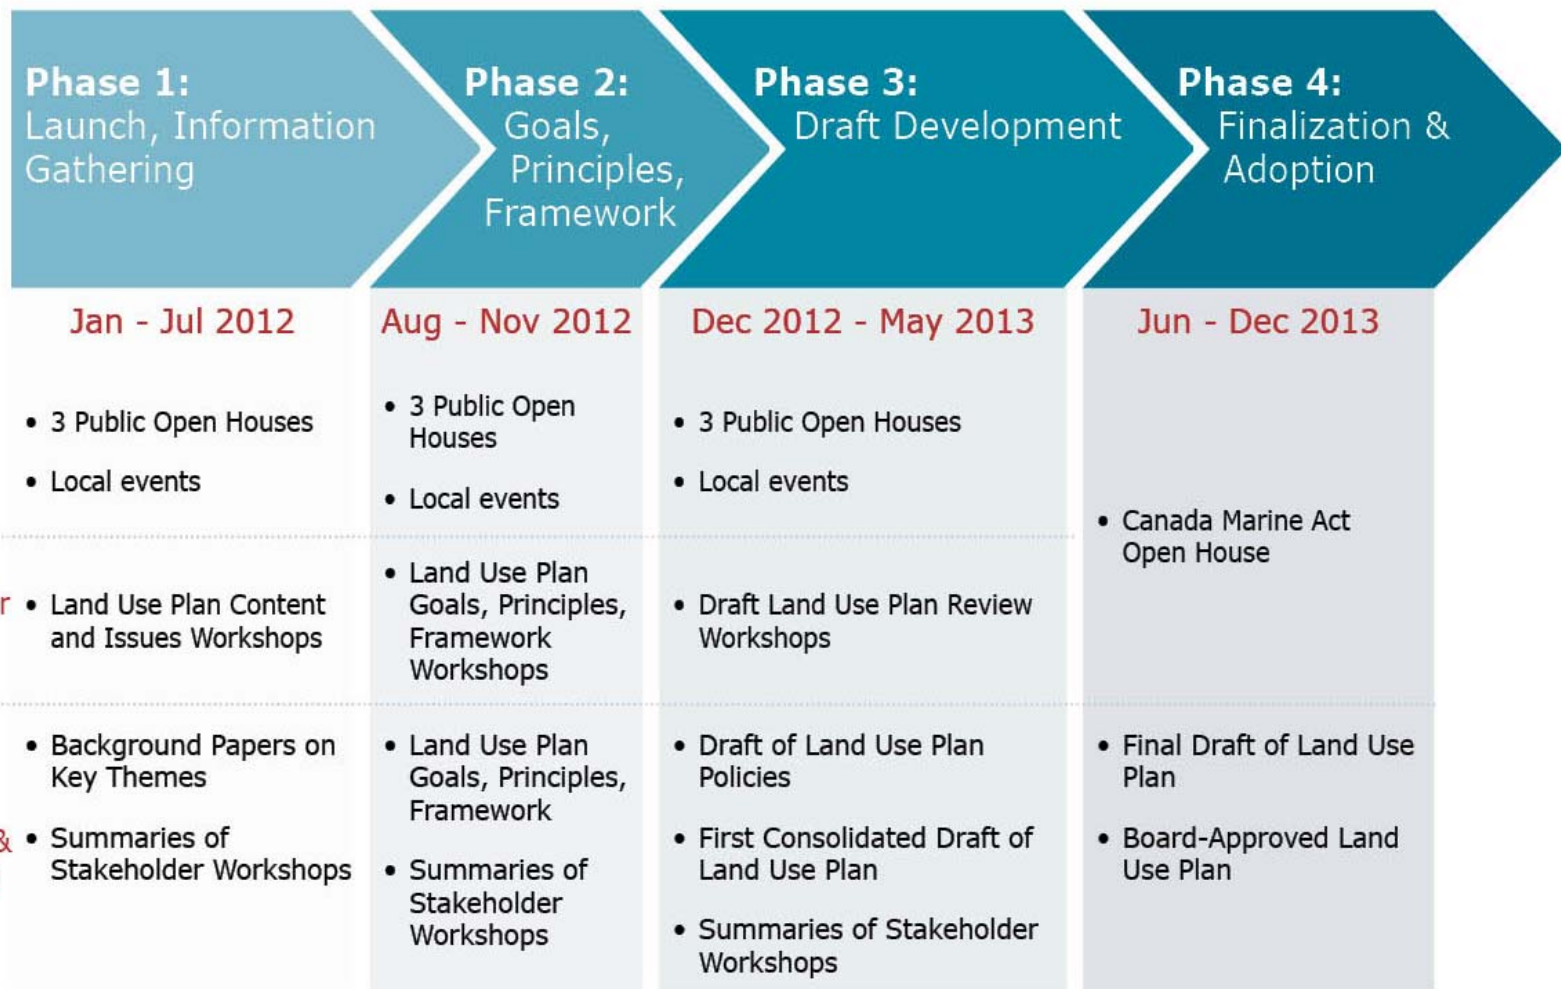 Phase 1:
Launch, Information
Gathering
Phase 2:
Goals,
Principles,
Framework
Phase 3:
Draft Development
Phase 4:
Finalization &
Adoption
Jan - Jul 2012
Aug - Nov 2012
Dec 2012 - May 2013
Jun - Dec 2013
• 3 Public Open Houses
• Local events
• 3 Public Open
Houses
• Local events
• 3 Public Open Houses
• Local events
• Canada Marine Act
Open House
r
• Land Use Plan Content
and Issues Workshops
• Land Use Plan
Goals, Principles,
Framework
Workshops
• Draft Land Use Plan Review
Workshops
• Background Papers on
Key Themes
&
• Summaries of
Stakeholder Workshops
• Land Use Plan
Goals, Principles,
Framework
• Summaries of
Stakeholder
Workshops
• Draft of Land Use Plan
Policies
• First Consolidated Draft of
Land Use Plan
• Summaries of Stakeholder
Workshops
• Final Draft of Land Use
Plan
• Board-Approved Land
Use Plan